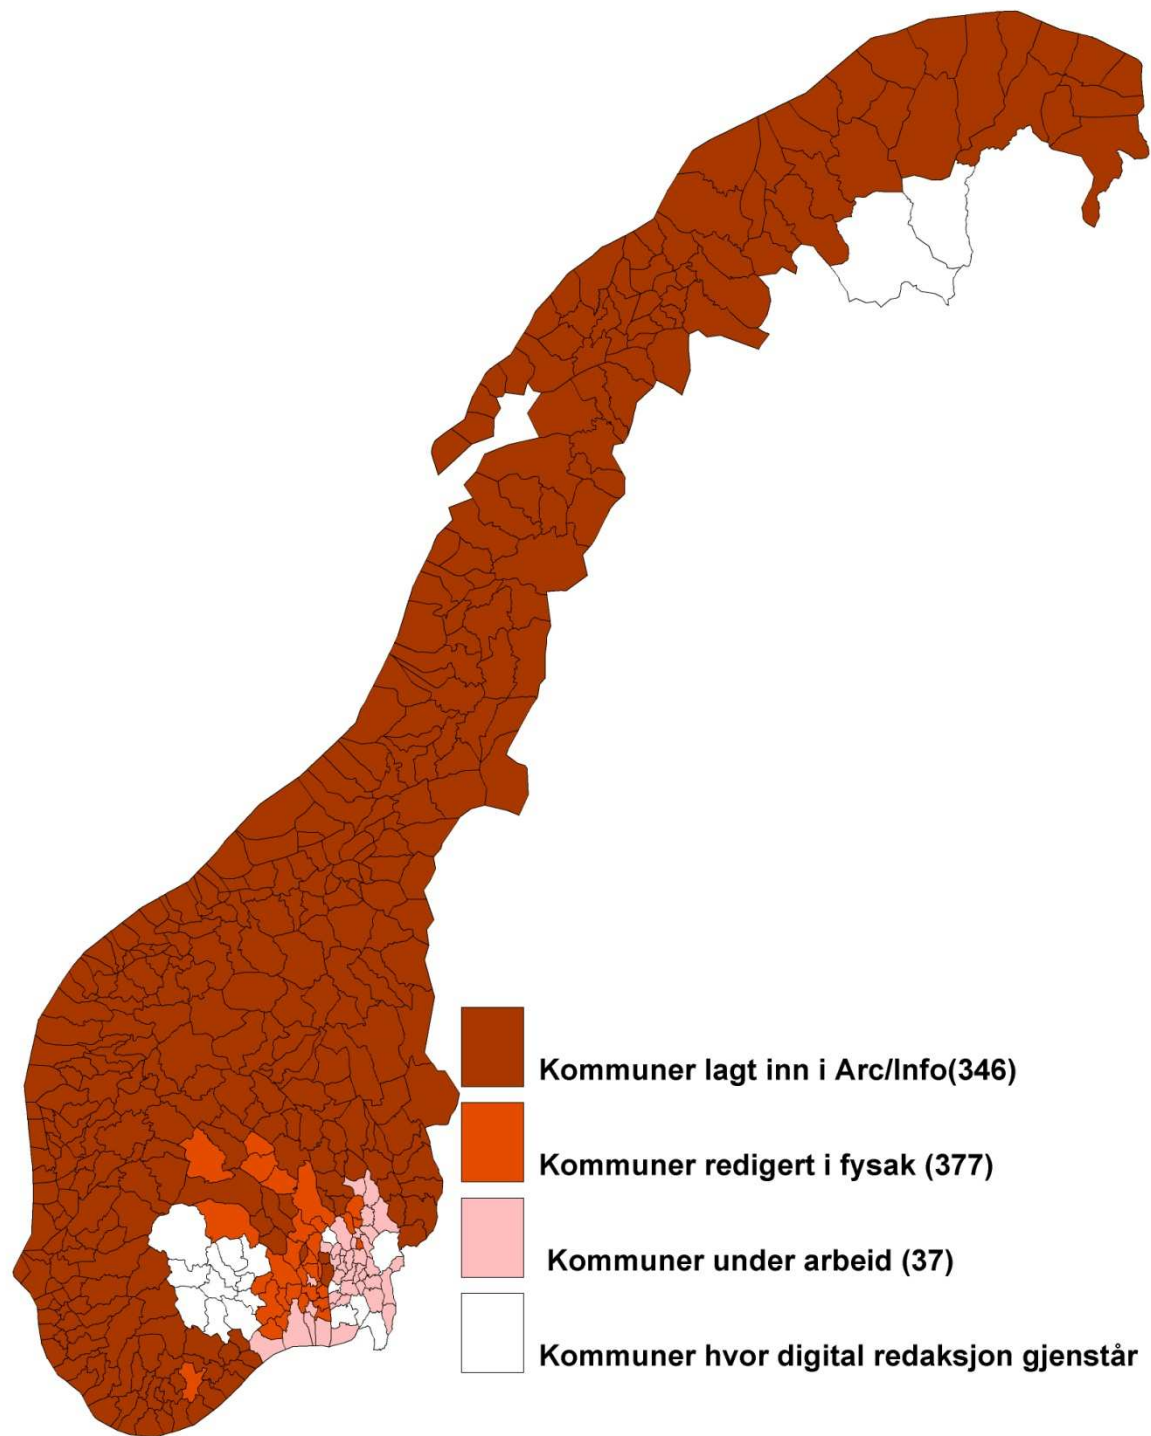 Kommuner lagt inn i Arc/Info(346)
Kommuner redigert i fysak (377)
Kommuner under arbeid (37)
Kommuner hvor digital redaksjon gjenstår